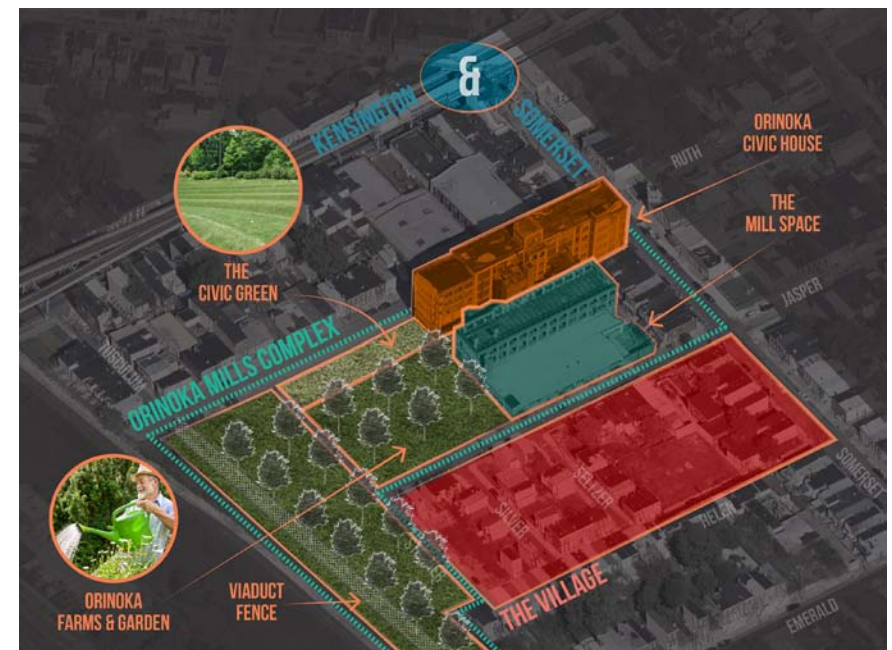 &
KENSINGTON
SOMERSET
ORINOKA
CIVIC HOUSE
RUTH
THE
MILL SPACE
THE
CIVIC GREEN
JASPER
ORINOKA MILLS COMPLEX
SOMERSET
SELTZER
SILVER
HELEN
ORINOKA
FARMS & GARDEN
VIADUCT
FENCE
THE VILLAGE
EMERALD